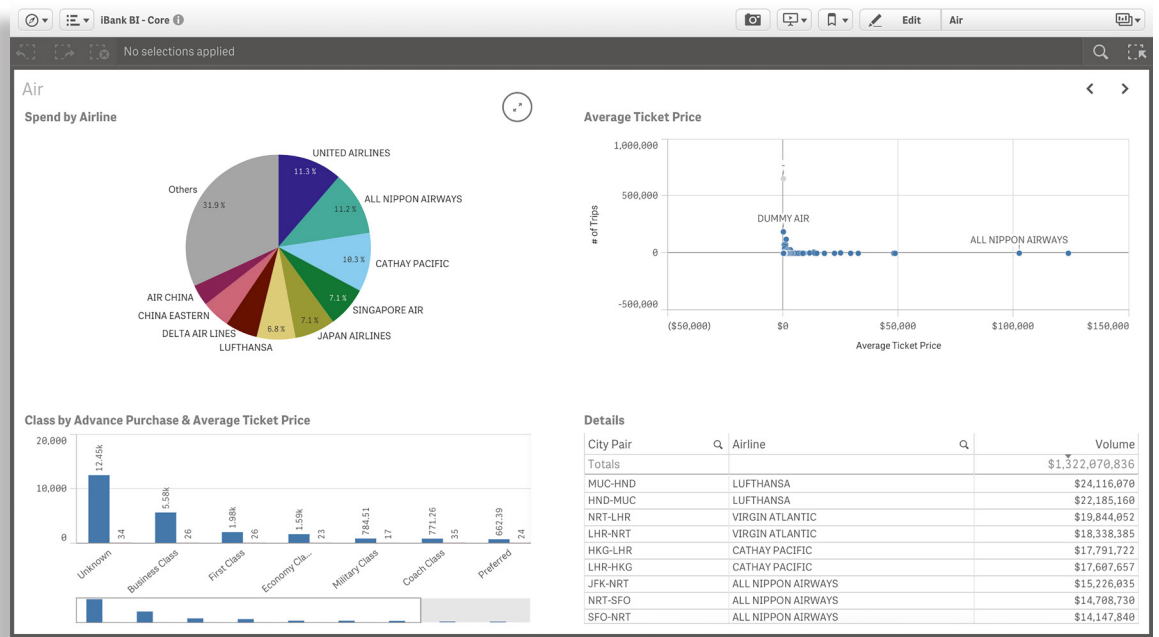 iBank BI - Core
Edit
Air
No selections applied
Air
Spend by Airline
UNITED AIRLINES
11.3 %
Others
31.9 %
ALL NIPPON AIRWAYS
11.2 %
10.3 %
CATHAY PACIFIC
AIR CHINA
7.1 %
SINGAPORE AIR
CHINA EASTERN
7.1 %
DELTA AIR LINES
6.8 %
JAPAN AIRLINES
LUFTHANSA
Average Ticket Price
1,000,000
-
500,000
# of Trips
DUMMY AIR
ALL NIPPON AIRWAYS
0
-500,000
($50,000)
$0
$50,000
$100,000
$150,000
Average Ticket Price
Class by Advance Purchase & Average Ticket Price
20,000
12.45k
10,000
5.58k
1.98k
1.59k
784.51
771.26
662.39
0
34
26
26
23
17
35
24
Unknown
Business Class
First Class
Economy Cla...
Military Class
Coach Class
Preferred
Details
City Pair Airline Volume
Totals $1,322,070,836
MUC-HND LUFTHANSA $24,116,070
HND-MUC LUFTHANSA $22,185,160
NRT-LHR VIRGIN ATLANTIC $19,844,052
LHR-NRT VIRGIN ATLANTIC $18,338,385
HKG-LHR CATHAY PACIFIC $17,791,722
LHR-HKG CATHAY PACIFIC $17,607,657
JFK-NRT ALL NIPPON AIRWAYS $15,226,035
NRT-SFO ALL NIPPON AIRWAYS $14,708,730
SFO-NRT ALL NIPPON AIRWAYS $14,147,840